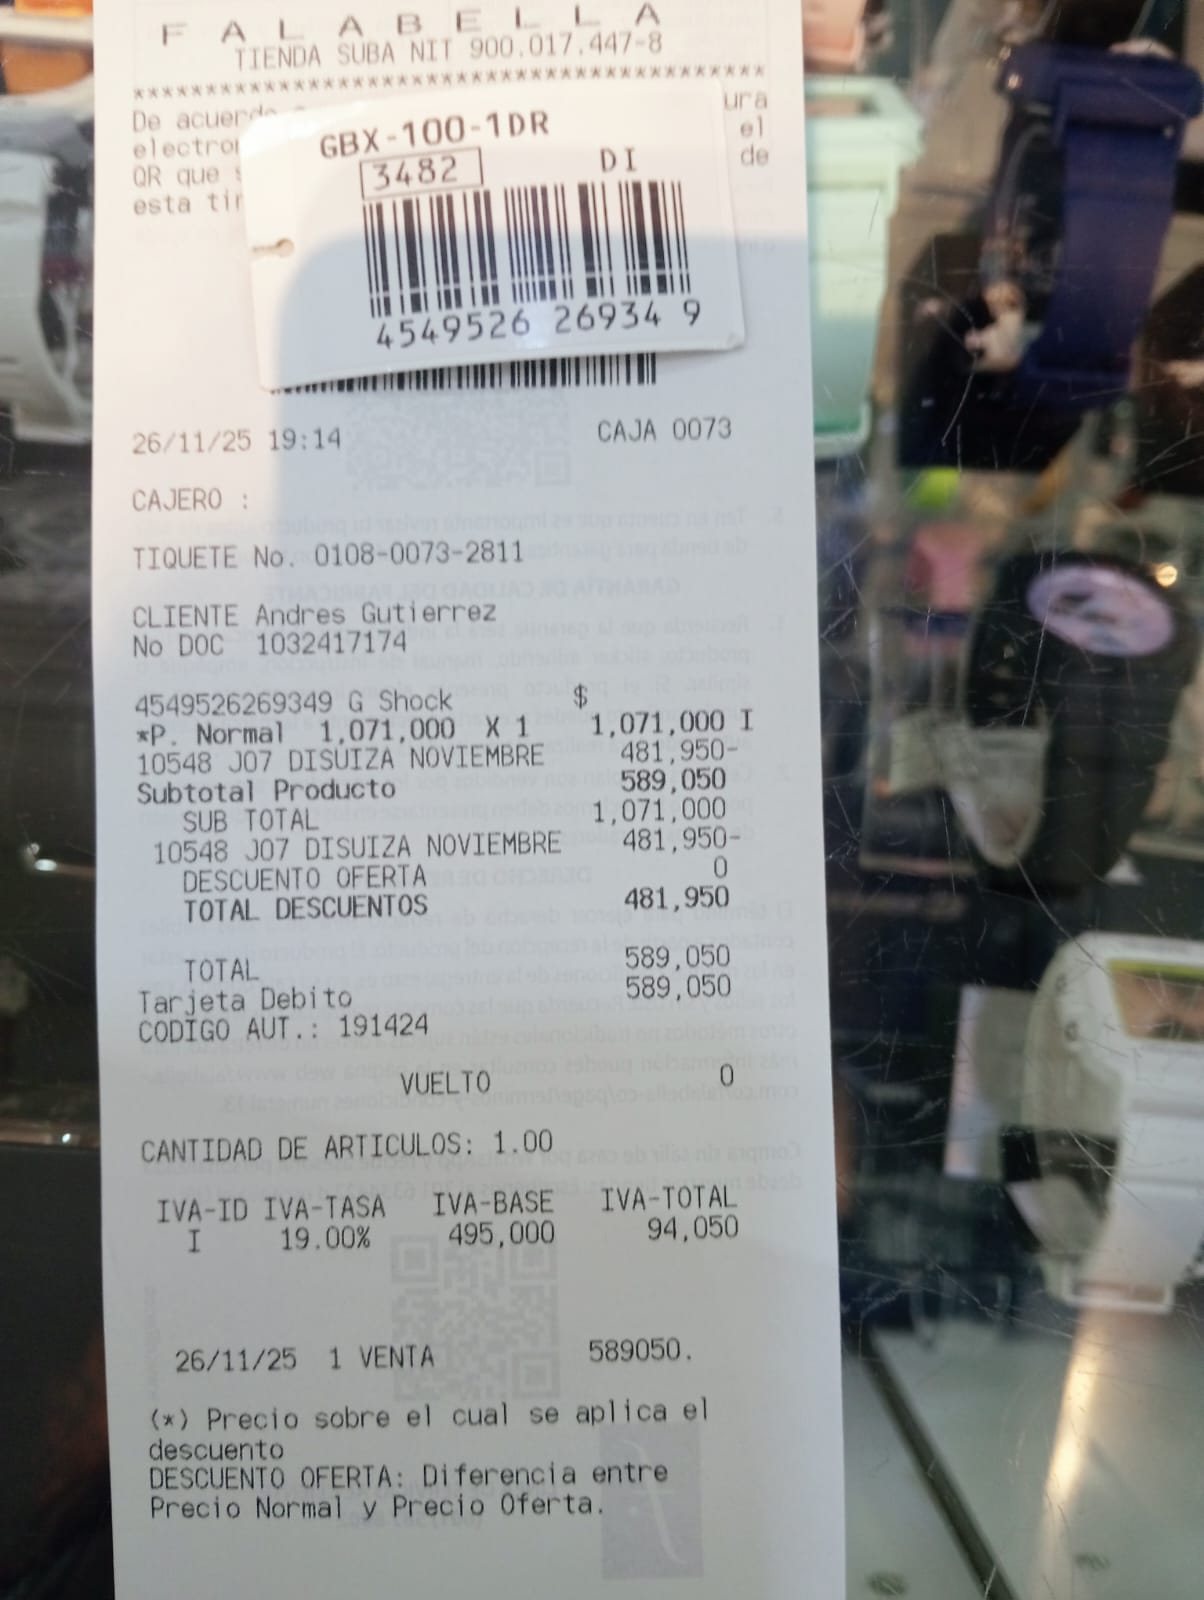 FALABELLA
TIENDA SUBA NIT 900.017.447-8
****************************************
De acuerdo ura
electron el
QR que de
esta tir
GBX-100-1DR
3482 DI
4549526 26934 9
26/11/25 19:14 CAJA 0073
CAJERO :
TIQUETE No. 0108-0073-2811
CLIENTE Andres Gutierrez
No DOC 1032417174
4549526269349 G Shock $
*P. Normal 1,071,000 X 1 1,071,000 I
10548 J07 DISUIZA NOVIEMBRE 481,950-
Subtotal Producto 589,050
SUB TOTAL 1,071,000
10548 J07 DISUIZA NOVIEMBRE 481,950-
DESCUENTO OFERTA 0
TOTAL DESCUENTOS 481,950
TOTAL 589,050
Tarjeta Debito 589,050
CODIGO AUT.: 191424
VUELTO 0
CANTIDAD DE ARTICULOS: 1.00
IVA-ID IVA-TASA IVA-BASE IVA-TOTAL
I 19.00% 495,000 94,050
26/11/25 1 VENTA 589050.
(*) Precio sobre el cual se aplica el
descuento
DESCUENTO OFERTA: Diferencia entre
Precio Normal y Precio Oferta.